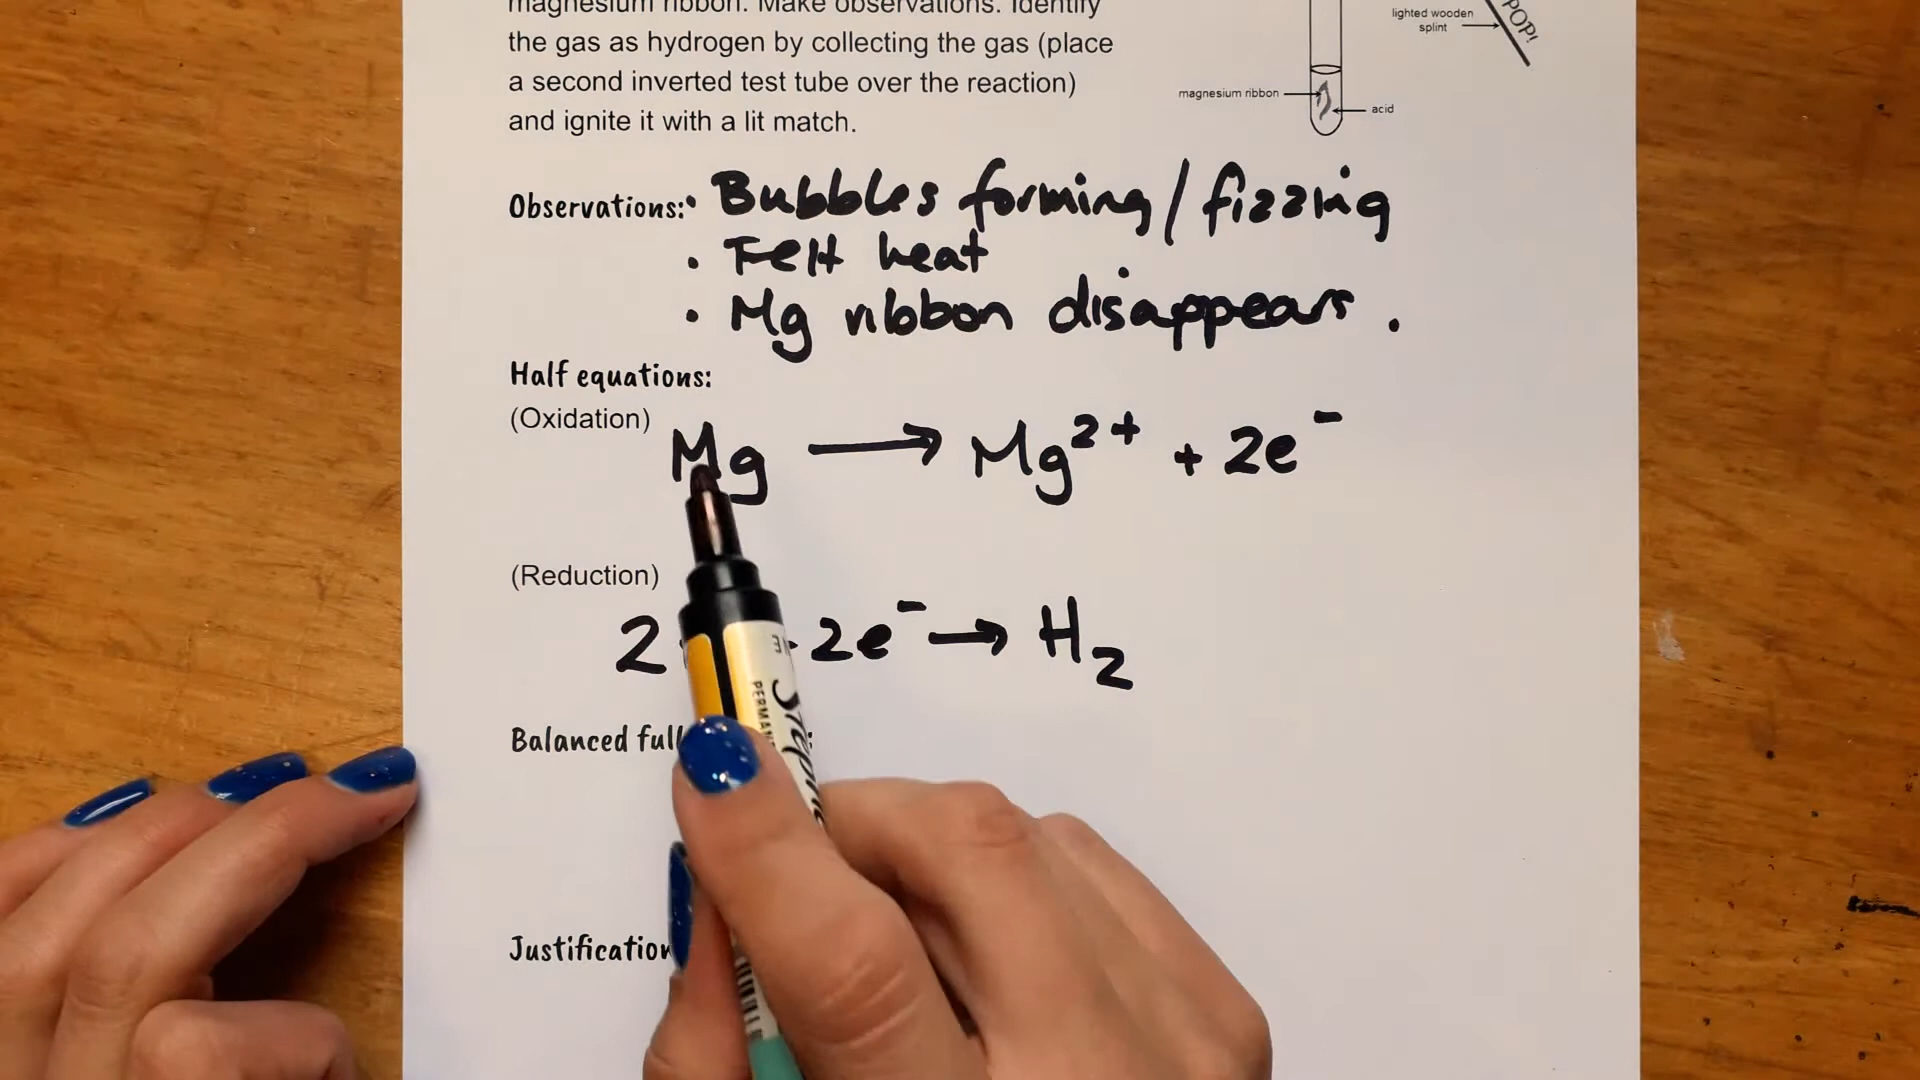 magnesium ribbon. Make observations. Identify
the gas as hydrogen by collecting the gas (place
a second inverted test tube over the reaction)
and ignite it with a lit match.
lighted wooden
splint
POP!
magnesium ribbon
acid
Observations: • Bubbles forming / fizzing
• Felt heat
• Mg ribbon disappears.
Half equations:
(Oxidation)
Mg → Mg²⁺ + 2e⁻
(Reduction)
2 2e⁻ → H₂
Balanced full
Justification
PERMAN